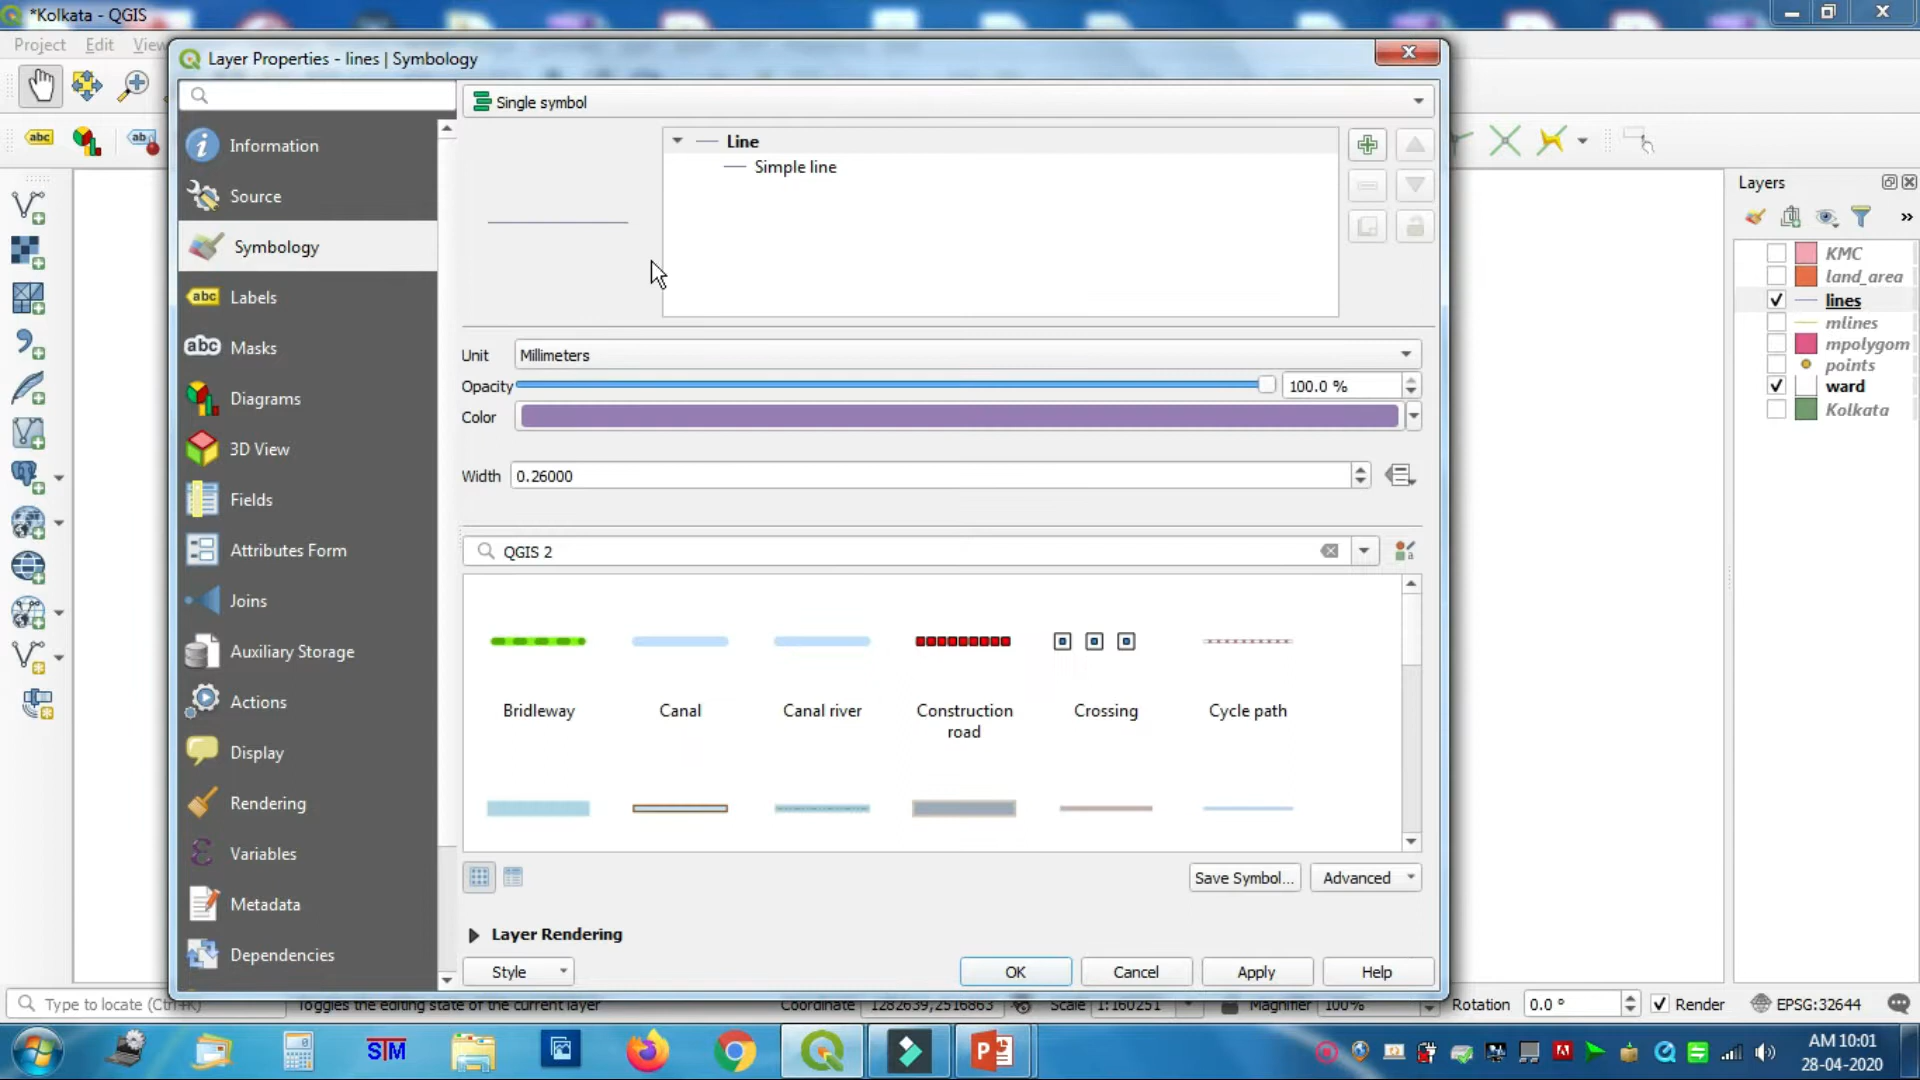 *Kolkata - QGIS
Project Edit View
Layer Properties - lines | Symbology
Information
Source
Symbology
Labels
Masks
Diagrams
3D View
Fields
Attributes Form
Joins
Auxiliary Storage
Actions
Display
Rendering
Variables
Metadata
Dependencies
Single symbol
Line
Simple line
Unit Millimeters
Opacity 100.0 %
Color
Width 0.26000
QGIS 2
Bridleway Canal Canal river Construction road Crossing Cycle path
Save Symbol... Advanced
Layer Rendering
Style OK Cancel Apply Help
Layers
KMC
land_area
lines
mlines
mpolygom
points
ward
Kolkata
Type to locate (Ctrl+K) Toggles the editing state of the current layer Coordinate 1282639,2516863 Scale 1:160251 Magnifier 100% Rotation 0.0 ° Render EPSG:32644
STM
AM 10:01
28-04-2020